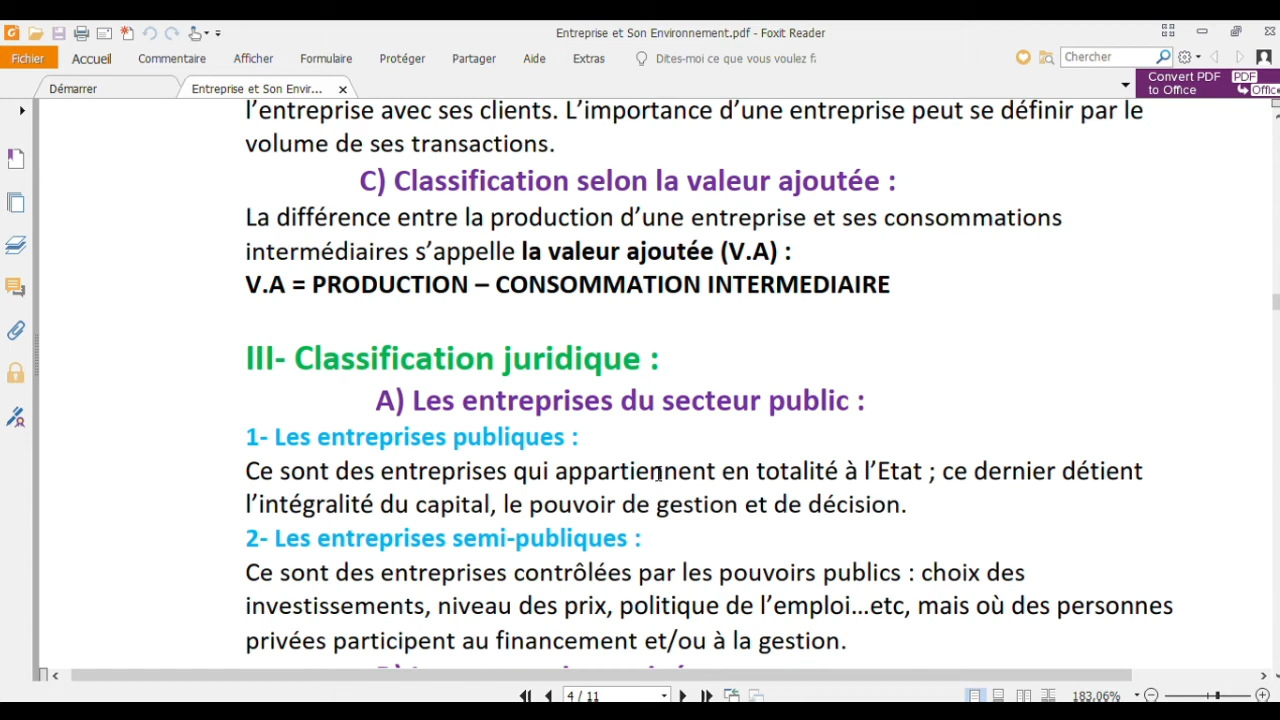 Entreprise et Son Environnement.pdf - Foxit Reader
Fichier Accueil Commentaire Afficher Formulaire Protéger Partager Aide Extras Dites-moi ce que vous voulez f. Chercher
Démarrer Entreprise et Son Envir... Convert PDF
to Office
PDF
Office
l’entreprise avec ses clients. L’importance d’une entreprise peut se définir par le
volume de ses transactions.
C) Classification selon la valeur ajoutée :
La différence entre la production d’une entreprise et ses consommations
intermédiaires s’appelle la valeur ajoutée (V.A) :
V.A = PRODUCTION – CONSOMMATION INTERMEDIAIRE
III- Classification juridique :
A) Les entreprises du secteur public :
1- Les entreprises publiques :
Ce sont des entreprises qui appartiennent en totalité à l’Etat ; ce dernier détient
l’intégralité du capital, le pouvoir de gestion et de décision.
2- Les entreprises semi-publiques :
Ce sont des entreprises contrôlées par les pouvoirs publics : choix des
investissements, niveau des prix, politique de l’emploi…etc, mais où des personnes
privées participent au financement et/ou à la gestion.
4 / 11 183,06%